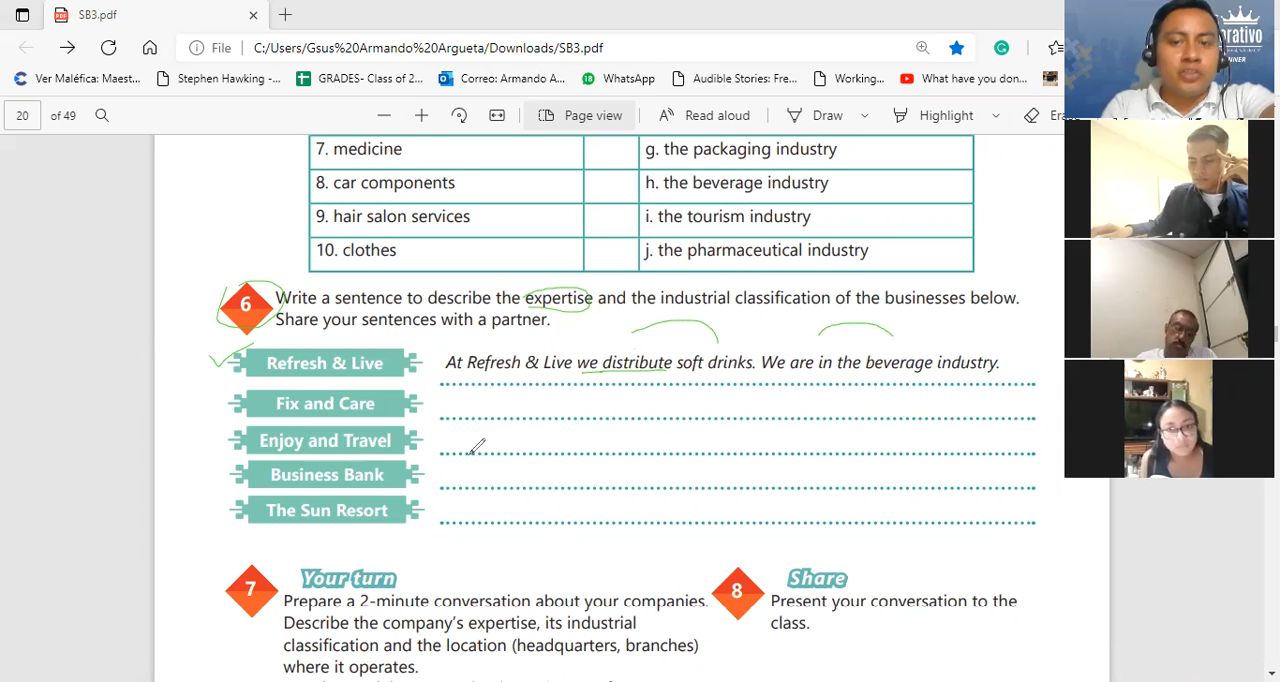 SB3.pdf
File
C:/Users/Gsus%20Armando%20Argueta/Downloads/SB3.pdf
Ver Maléfica: Maest...
Stephen Hawking -...
GRADES- Class of 2...
Correo: Armando A...
WhatsApp
Audible Stories: Fre...
Working...
What have you don...
20 of 49
Page view
Read aloud
Draw
Highlight
7. medicine g. the packaging industry
8. car components h. the beverage industry
9. hair salon services i. the tourism industry
10. clothes j. the pharmaceutical industry
6 Write a sentence to describe the expertise and the industrial classification of the businesses below.
Share your sentences with a partner.
Refresh & Live At Refresh & Live we distribute soft drinks. We are in the beverage industry.
Fix and Care
Enjoy and Travel
Business Bank
The Sun Resort
7 Your turn
Prepare a 2-minute conversation about your companies.
Describe the company's expertise, its industrial
classification and the location (headquarters, branches)
where it operates.
8 Share
Present your conversation to the
class.